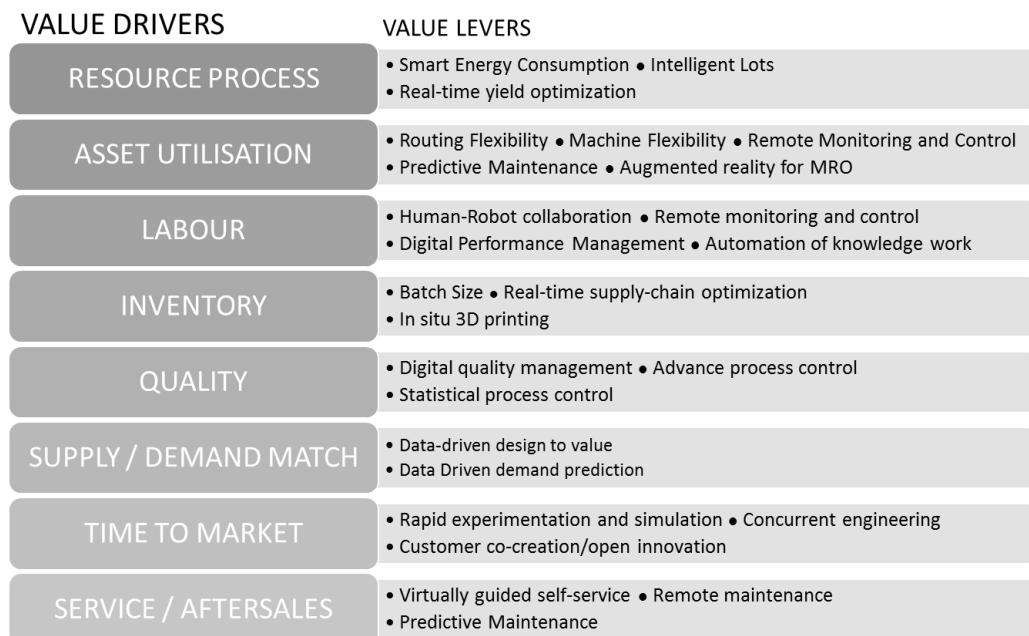 VALUE DRIVERS
VALUE LEVERS
RESOURCE PROCESS
• Smart Energy Consumption • Intelligent Lots
• Real-time yield optimization
ASSET UTILISATION
• Routing Flexibility • Machine Flexibility • Remote Monitoring and Control
• Predictive Maintenance • Augmented reality for MRO
LABOUR
• Human-Robot collaboration • Remote monitoring and control
• Digital Performance Management • Automation of knowledge work
INVENTORY
• Batch Size • Real-time supply-chain optimization
• In situ 3D printing
QUALITY
• Digital quality management • Advance process control
• Statistical process control
SUPPLY / DEMAND MATCH
• Data-driven design to value
• Data Driven demand prediction
TIME TO MARKET
• Rapid experimentation and simulation • Concurrent engineering
• Customer co-creation/open innovation
SERVICE / AFTERSALES
• Virtually guided self-service • Remote maintenance
• Predictive Maintenance